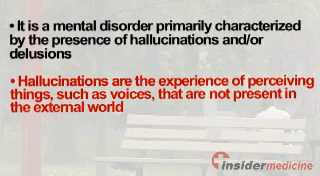 • It is a mental disorder primarily characterized
by the presence of hallucinations and/or
delusions
• Hallucinations are the experience of perceiving
things, such as voices, that are not present in
the external world
insidermedicine